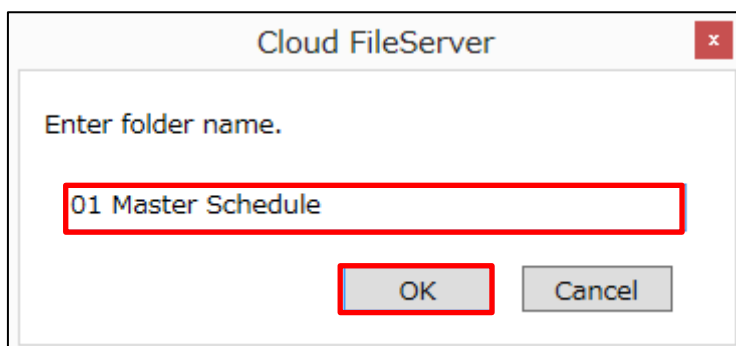 Cloud FileServer
x
Enter folder name.
01 Master Schedule
OK Cancel